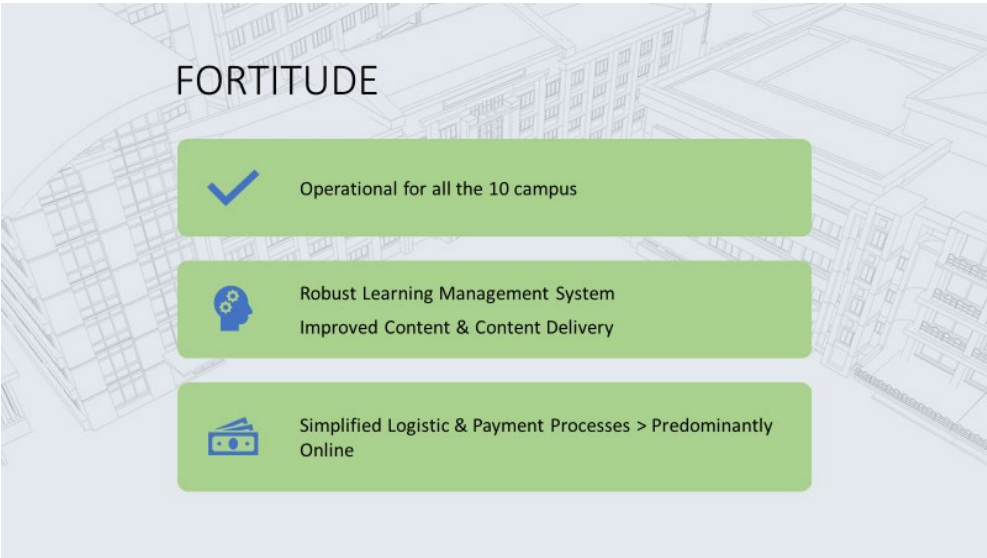 FORTITUDE
Operational for all the 10 campus
Robust Learning Management System
Improved Content & Content Delivery
Simplified Logistic & Payment Processes > Predominantly
Online